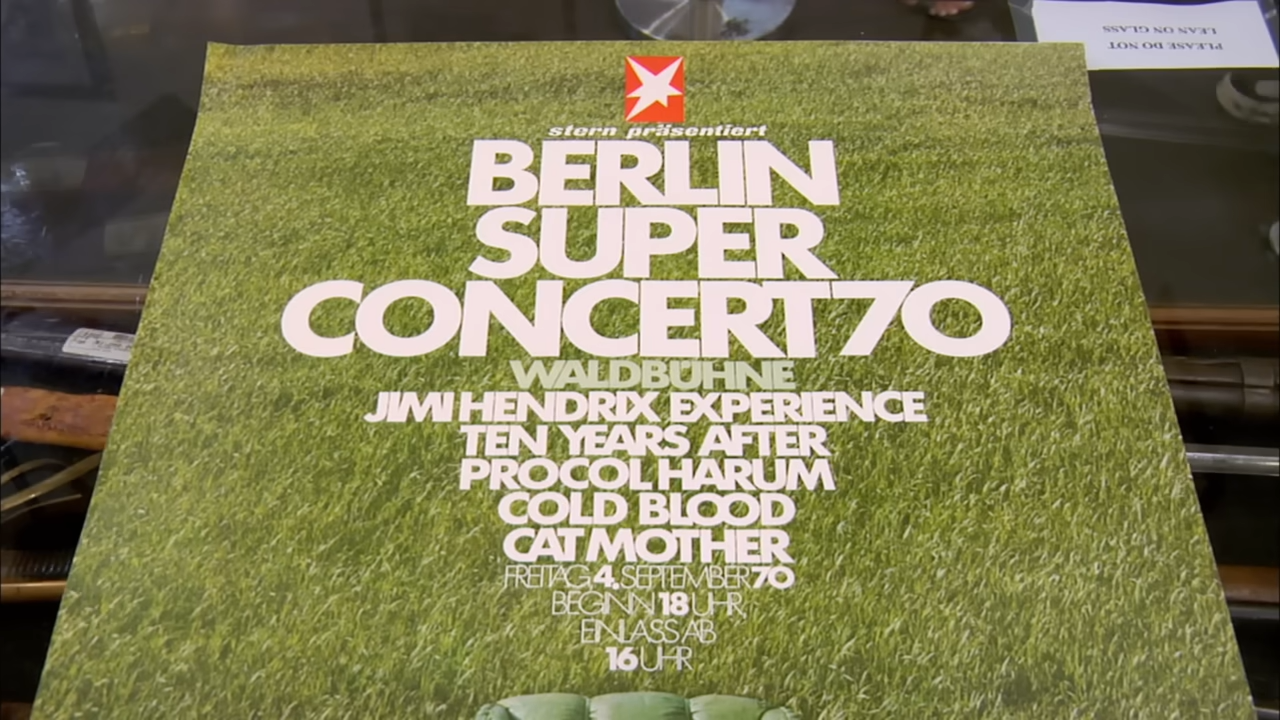 stern präsentiert
BERLIN
SUPER
CONCERT70
WALDBÜHNE
JIMI HENDRIX EXPERIENCE
TEN YEARS AFTER
PROCOL HARUM
COLD BLOOD
CAT MOTHER
FREITAG, 4. SEPTEMBER 70
BEGINN 18 UHR,
EINLASS AB
16 UHR
PLEASE DO NOT
LEAN ON GLASS